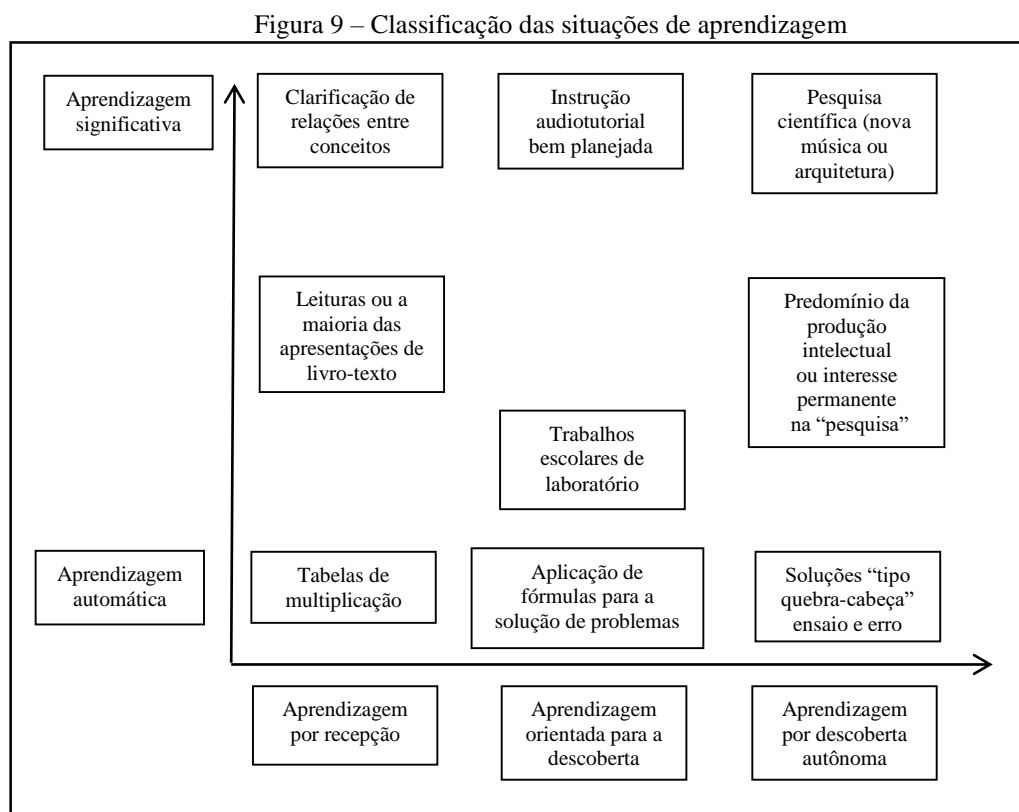 Figura 9 – Classificação das situações de aprendizagem
Aprendizagem
significativa
Clarificação de
relações entre
conceitos
Instrução
audiotutorial
bem planejada
Pesquisa
científica (nova
música ou
arquitetura)
Leituras ou a
maioria das
apresentações de
livro-texto
Predomínio da
produção
intelectual
ou interesse
permanente
na “pesquisa”
Trabalhos
escolares de
laboratório
Aprendizagem
automática
Tabelas de
multiplicação
Aplicação de
fórmulas para a
solução de problemas
Soluções “tipo
quebra-cabeça”
ensaio e erro
Aprendizagem
por recepção
Aprendizagem
orientada para a
descoberta
Aprendizagem
por descoberta
autônoma